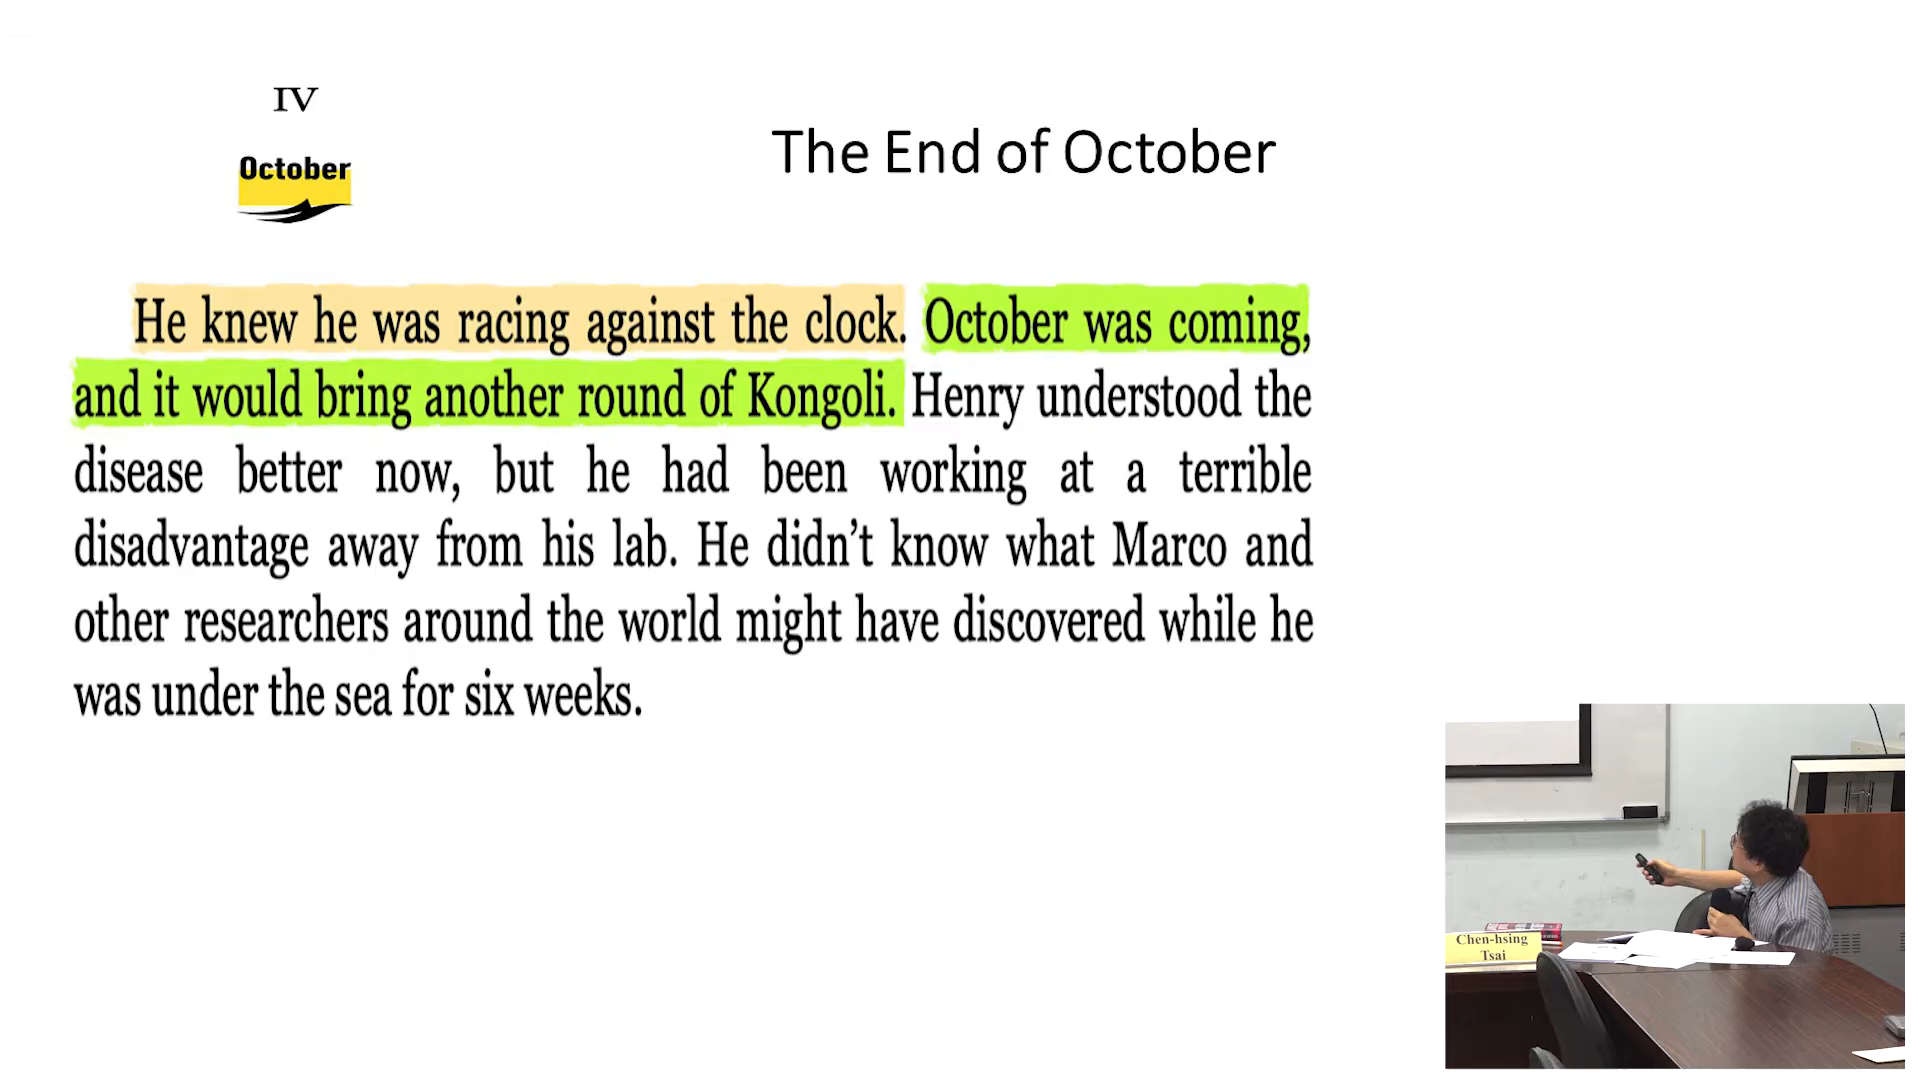 IV
October
The End of October
He knew he was racing against the clock. October was coming,
and it would bring another round of Kongoli. Henry understood the
disease better now, but he had been working at a terrible
disadvantage away from his lab. He didn’t know what Marco and
other researchers around the world might have discovered while he
was under the sea for six weeks.
Chen-hsing
Tsai